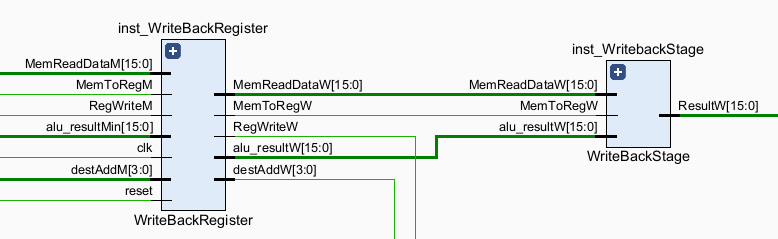 inst_WriteBackRegister
MemReadDataM[15:0]
MemToRegM
RegWriteM
alu_resultMin[15:0]
clk
destAddM[3:0]
reset
MemReadDataW[15:0]
MemToRegW
RegWriteW
alu_resultW[15:0]
destAddW[3:0]
WriteBackRegister
inst_WritebackStage
MemReadDataW[15:0]
MemToRegW
alu_resultW[15:0]
ResultW[15:0]
WriteBackStage